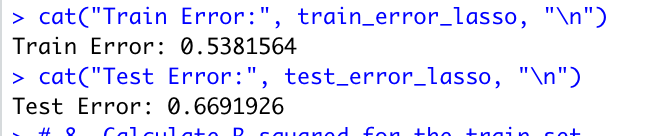 > cat("Train Error:", train_error_lasso, "\n")
Train Error: 0.5381564
> cat("Test Error:", test_error_lasso, "\n")
Test Error: 0.6691926
> # 8. Calculate R-squared for the train set